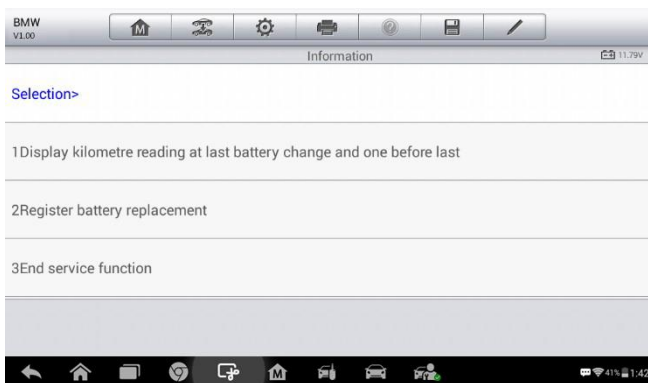 BMW
V1.00
M
Information
11.79V
Selection>
1Display kilometre reading at last battery change and one before last
2Register battery replacement
3End service function
M
41%
1:42